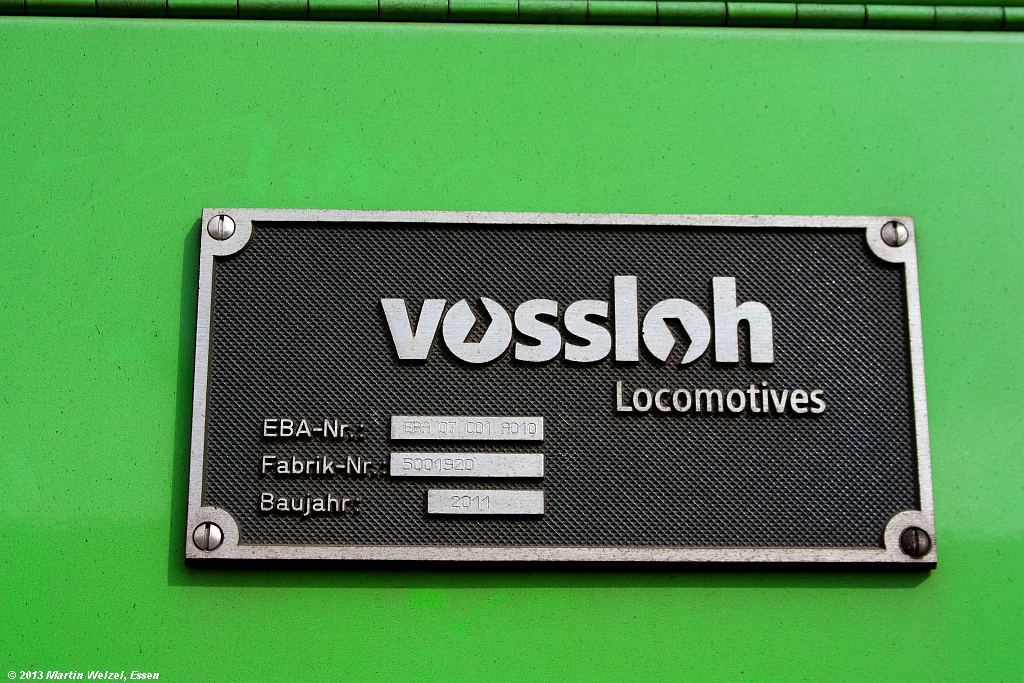 vossloh
Locomotives
EBA-Nr.: EBA 07 C01 A010
Fabrik-Nr.: 5001920
Baujahr: 2011
© 2013 Martin Welzel, Essen